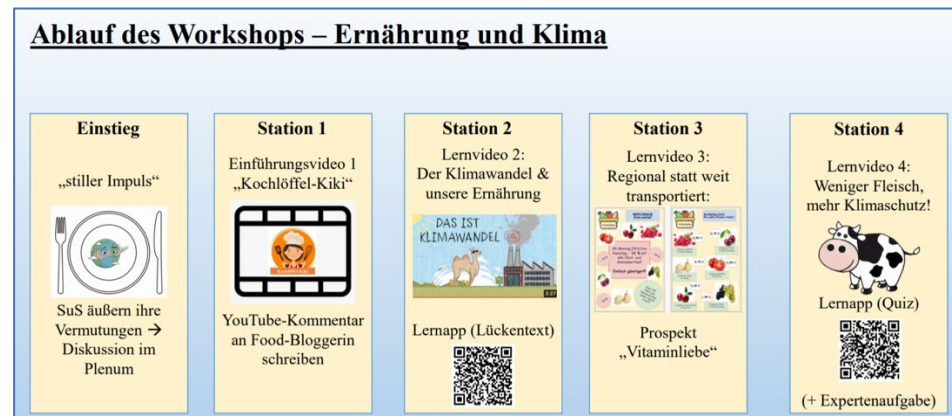 Ablauf des Workshops – Ernährung und Klima
Einstieg
„stiller Impuls“
SuS äußern ihre
Vermutungen →
Diskussion im
Plenum
Station 1
Einführungsvideo 1
„Kochlöffel-Kiki“
Kochlöffel-Kiki
YouTube-Kommentar
an Food-Bloggerin
schreiben
Station 2
Lernvideo 2:
Der Klimawandel &
unsere Ernährung
DAS IST
KLIMAWANDEL
Lernapp (Lückentext)
Station 3
Lernvideo 3:
Regional statt weit
transportiert:
Prospekt
„Vitaminliebe“
Station 4
Lernvideo 4:
Weniger Fleisch,
mehr Klimaschutz!
Lernapp (Quiz)
(+ Expertenaufgabe)